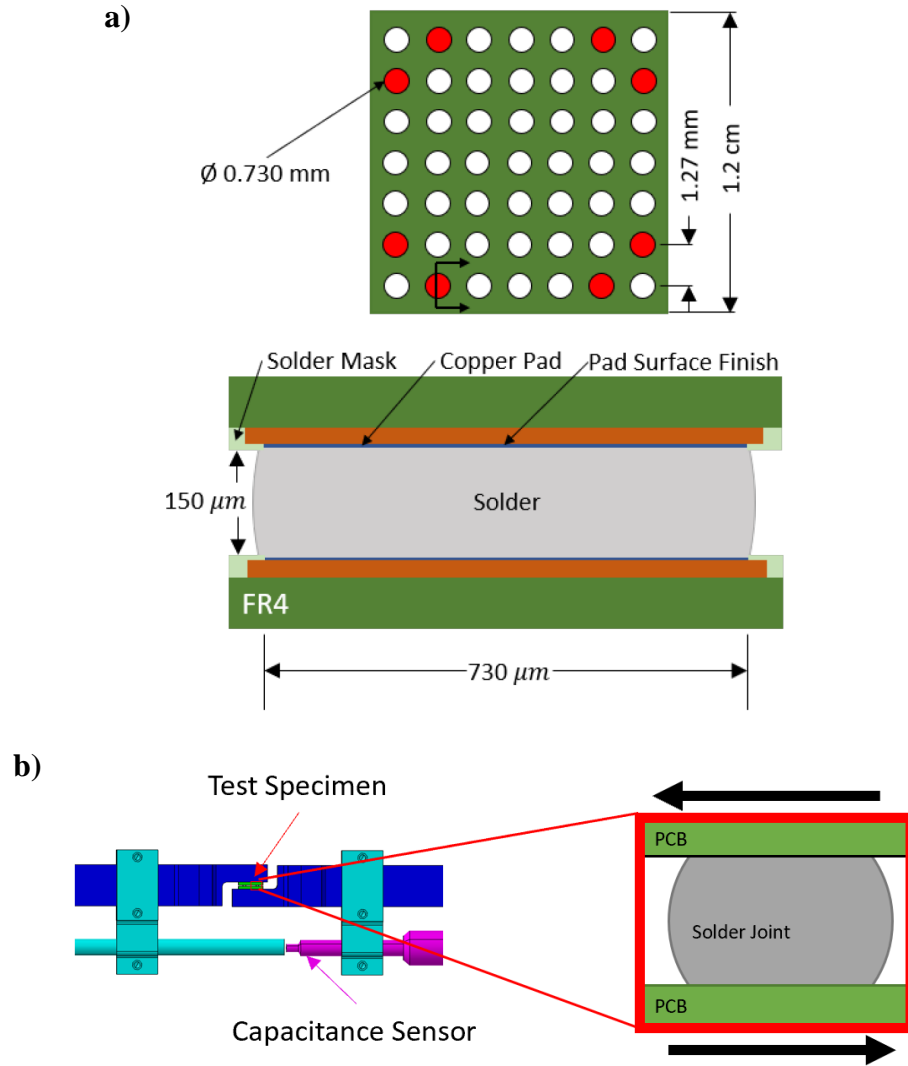 a)
Ø 0.730 mm
1.27 mm
1.2 cm
Solder Mask
Copper Pad
Pad Surface Finish
150 μm
Solder
FR4
730 μm
b)
Test Specimen
Capacitance Sensor
PCB
Solder Joint
PCB